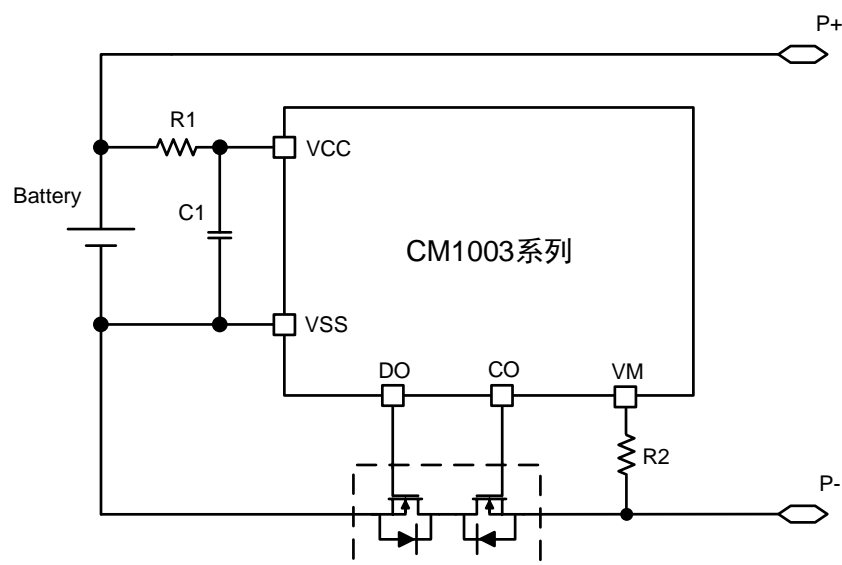 P+
R1
VCC
Battery
C1
CM1003系列
VSS
DO
CO
VM
R2
P-